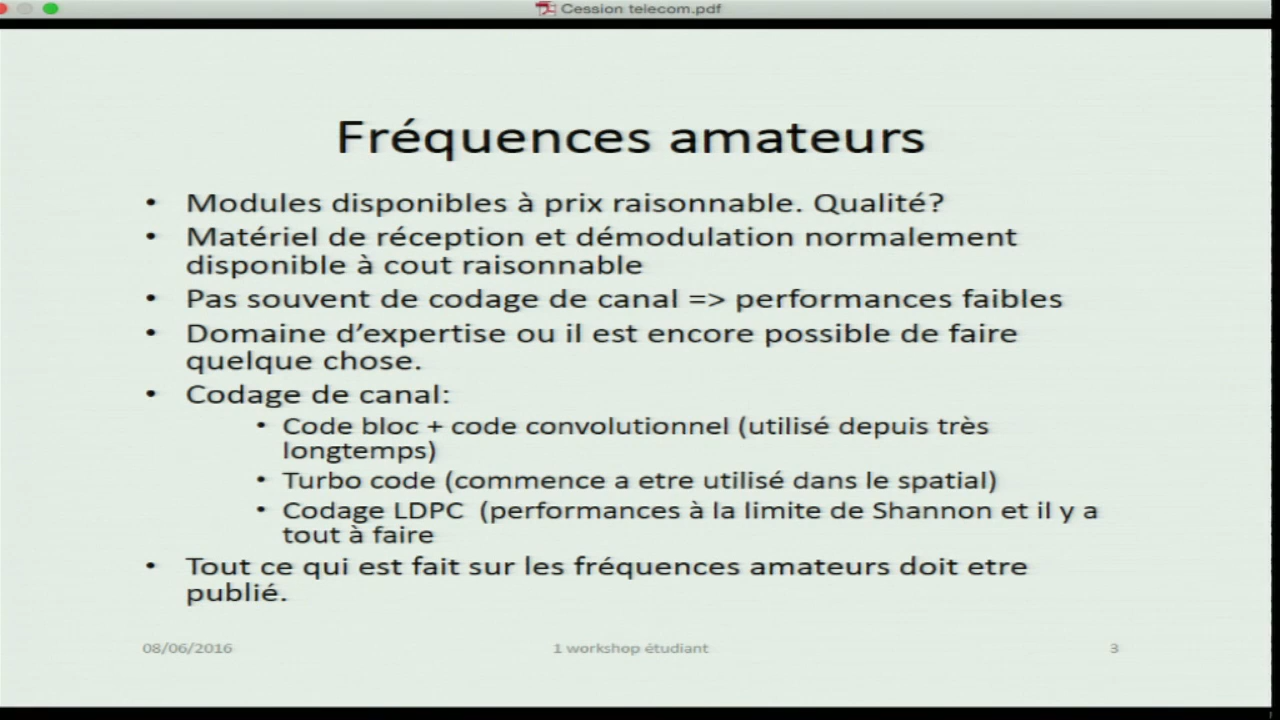 Cession telecom.pdf
Fréquences amateurs
• Modules disponibles à prix raisonnable. Qualité?
• Matériel de réception et démodulation normalement
disponible à cout raisonnable
• Pas souvent de codage de canal => performances faibles
• Domaine d’expertise ou il est encore possible de faire
quelque chose.
• Codage de canal:
• Code bloc + code convolutionnel (utilisé depuis très
longtemps)
• Turbo code (commence a etre utilisé dans le spatial)
• Codage LDPC (performances à la limite de Shannon et il y a
tout à faire
• Tout ce qui est fait sur les fréquences amateurs doit etre
publié.
08/06/2016 1 workshop étudiant 3